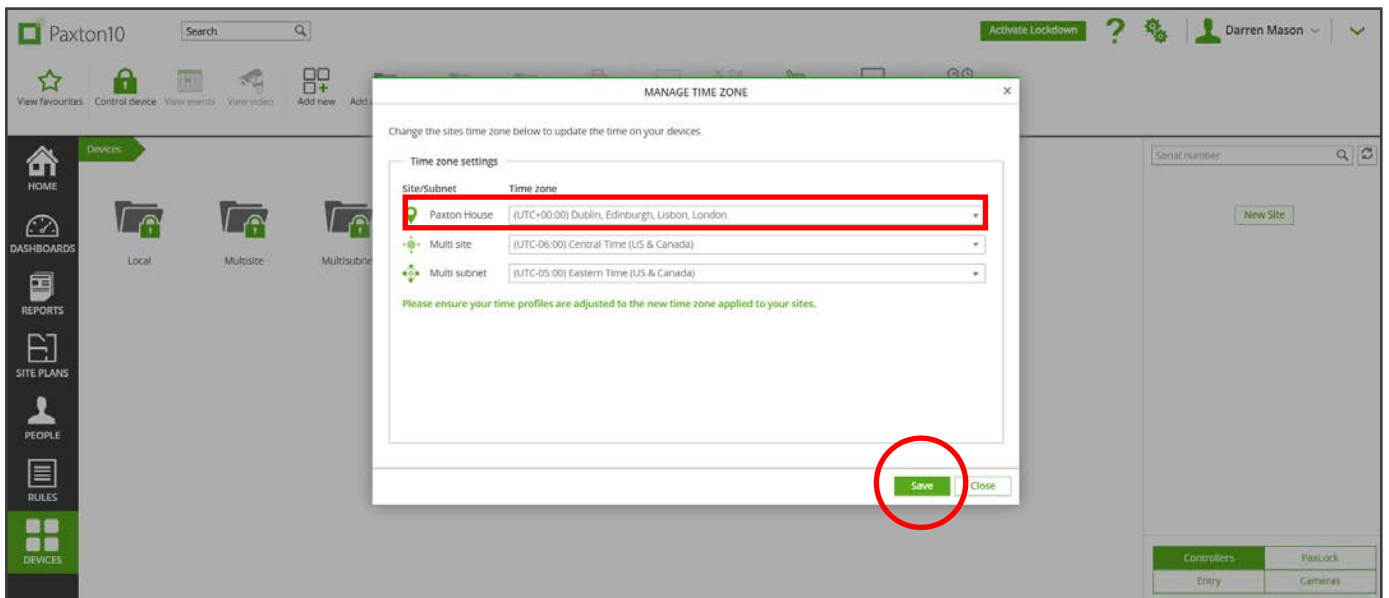 Paxton10
Search
Activate Lockdown
?
Darren Mason
View favourites
Control device
View events
View video
Add new
Add
Cut
MANAGE TIME ZONE
×
Change the sites time zone below to update the time on your devices.
Time zone settings
Site/Subnet Time zone
Paxton House (UTC+00:00) Dublin, Edinburgh, Lisbon, London
Multi site (UTC-06:00) Central Time (US & Canada)
Multi subnet (UTC-05:00) Eastern Time (US & Canada)
Please ensure your time profiles are adjusted to the new time zone applied to your sites.
Save
Close
HOME
DASHBOARDS
REPORTS
SITE PLANS
PEOPLE
RULES
DEVICES
Devices
Local
Multisite
Multisubne
Serial number
New Site
Controllers
PaxLock
Entry
Cameras